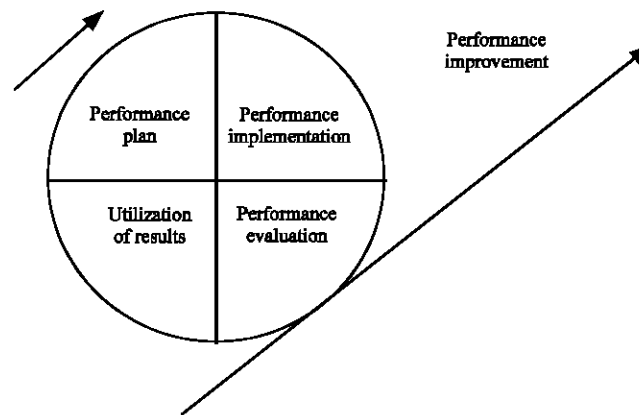 Performance
improvement
Performance
plan
Performance
implementation
Utilization
of results
Performance
evaluation